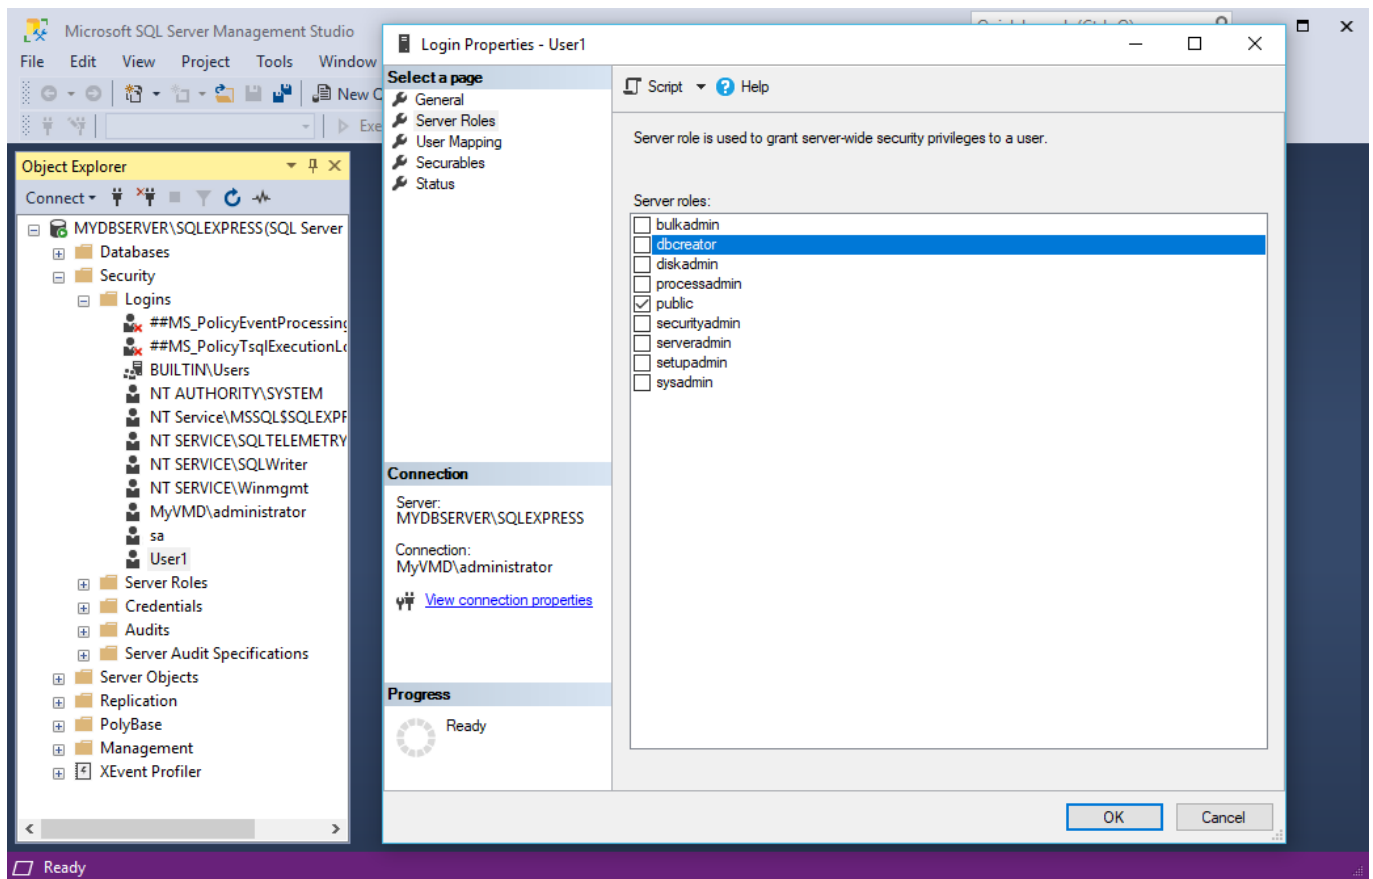 Microsoft SQL Server Management Studio
File Edit View Project Tools Window
New
Exe
Object Explorer
Connect
MYDBSERVER\SQLEXPRESS(SQL Server
Databases
Security
Logins
##MS_PolicyEventProcessing
##MS_PolicyTsqlExecutionLo
BUILTIN\Users
NT AUTHORITY\SYSTEM
NT Service\MSSQL$SQLEXPR
NT SERVICE\SQLTELEMETRY
NT SERVICE\SQLWriter
NT SERVICE\Winmgmt
MyVMD\administrator
sa
User1
Server Roles
Credentials
Audits
Server Audit Specifications
Server Objects
Replication
PolyBase
Management
XEvent Profiler
Ready
Login Properties - User1
Select a page
General
Server Roles
User Mapping
Securables
Status
Connection
Server:
MYDBSERVER\SQLEXPRESS
Connection:
MyVMD\administrator
View connection properties
Progress
Ready
Script Help
Server role is used to grant server-wide security privileges to a user.
Server roles:
bulkadmin
dbcreator
diskadmin
processadmin
public
securityadmin
serveradmin
setupadmin
sysadmin
OK Cancel